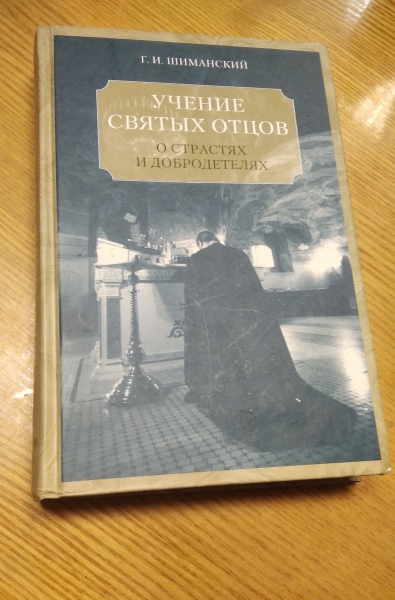 Г. И. ШИМАНСКИЙ
УЧЕНИЕ
СВЯТЫХ ОТЦОВ
О СТРАСТЯХ
И ДОБРОДЕТЕЛЯХ